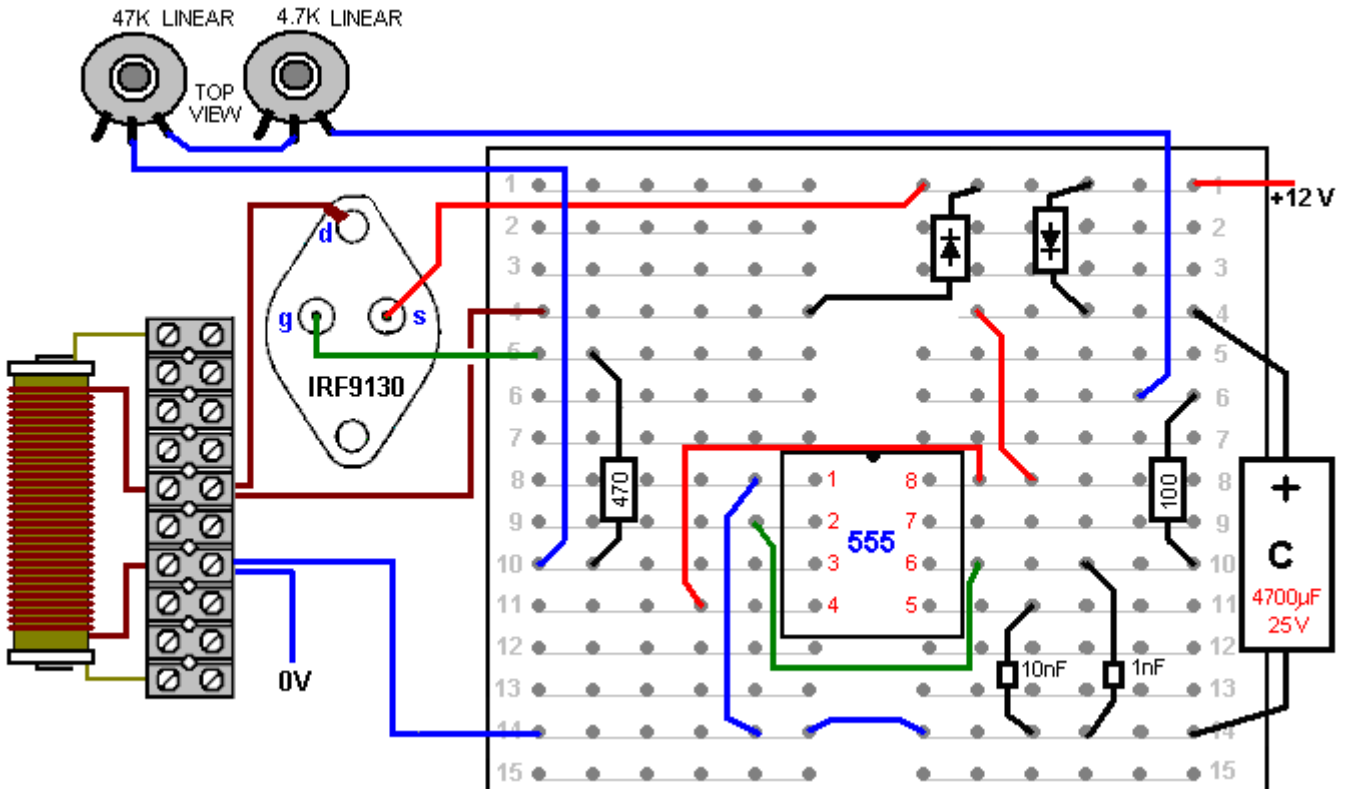 47K LINEAR 4.7K LINEAR
TOP
VIEW
1 1
+12 V
d
2 2
3 3
g s
4 4
5 5
IRF9130
6 6
7 7
8 470 1 8 100 8
+
9 2 7 9
555
C
10 3 6 10
11 4 5 11
4700µF
25V
12 12
10nF 1nF
0V
13 13
14 14
15 15